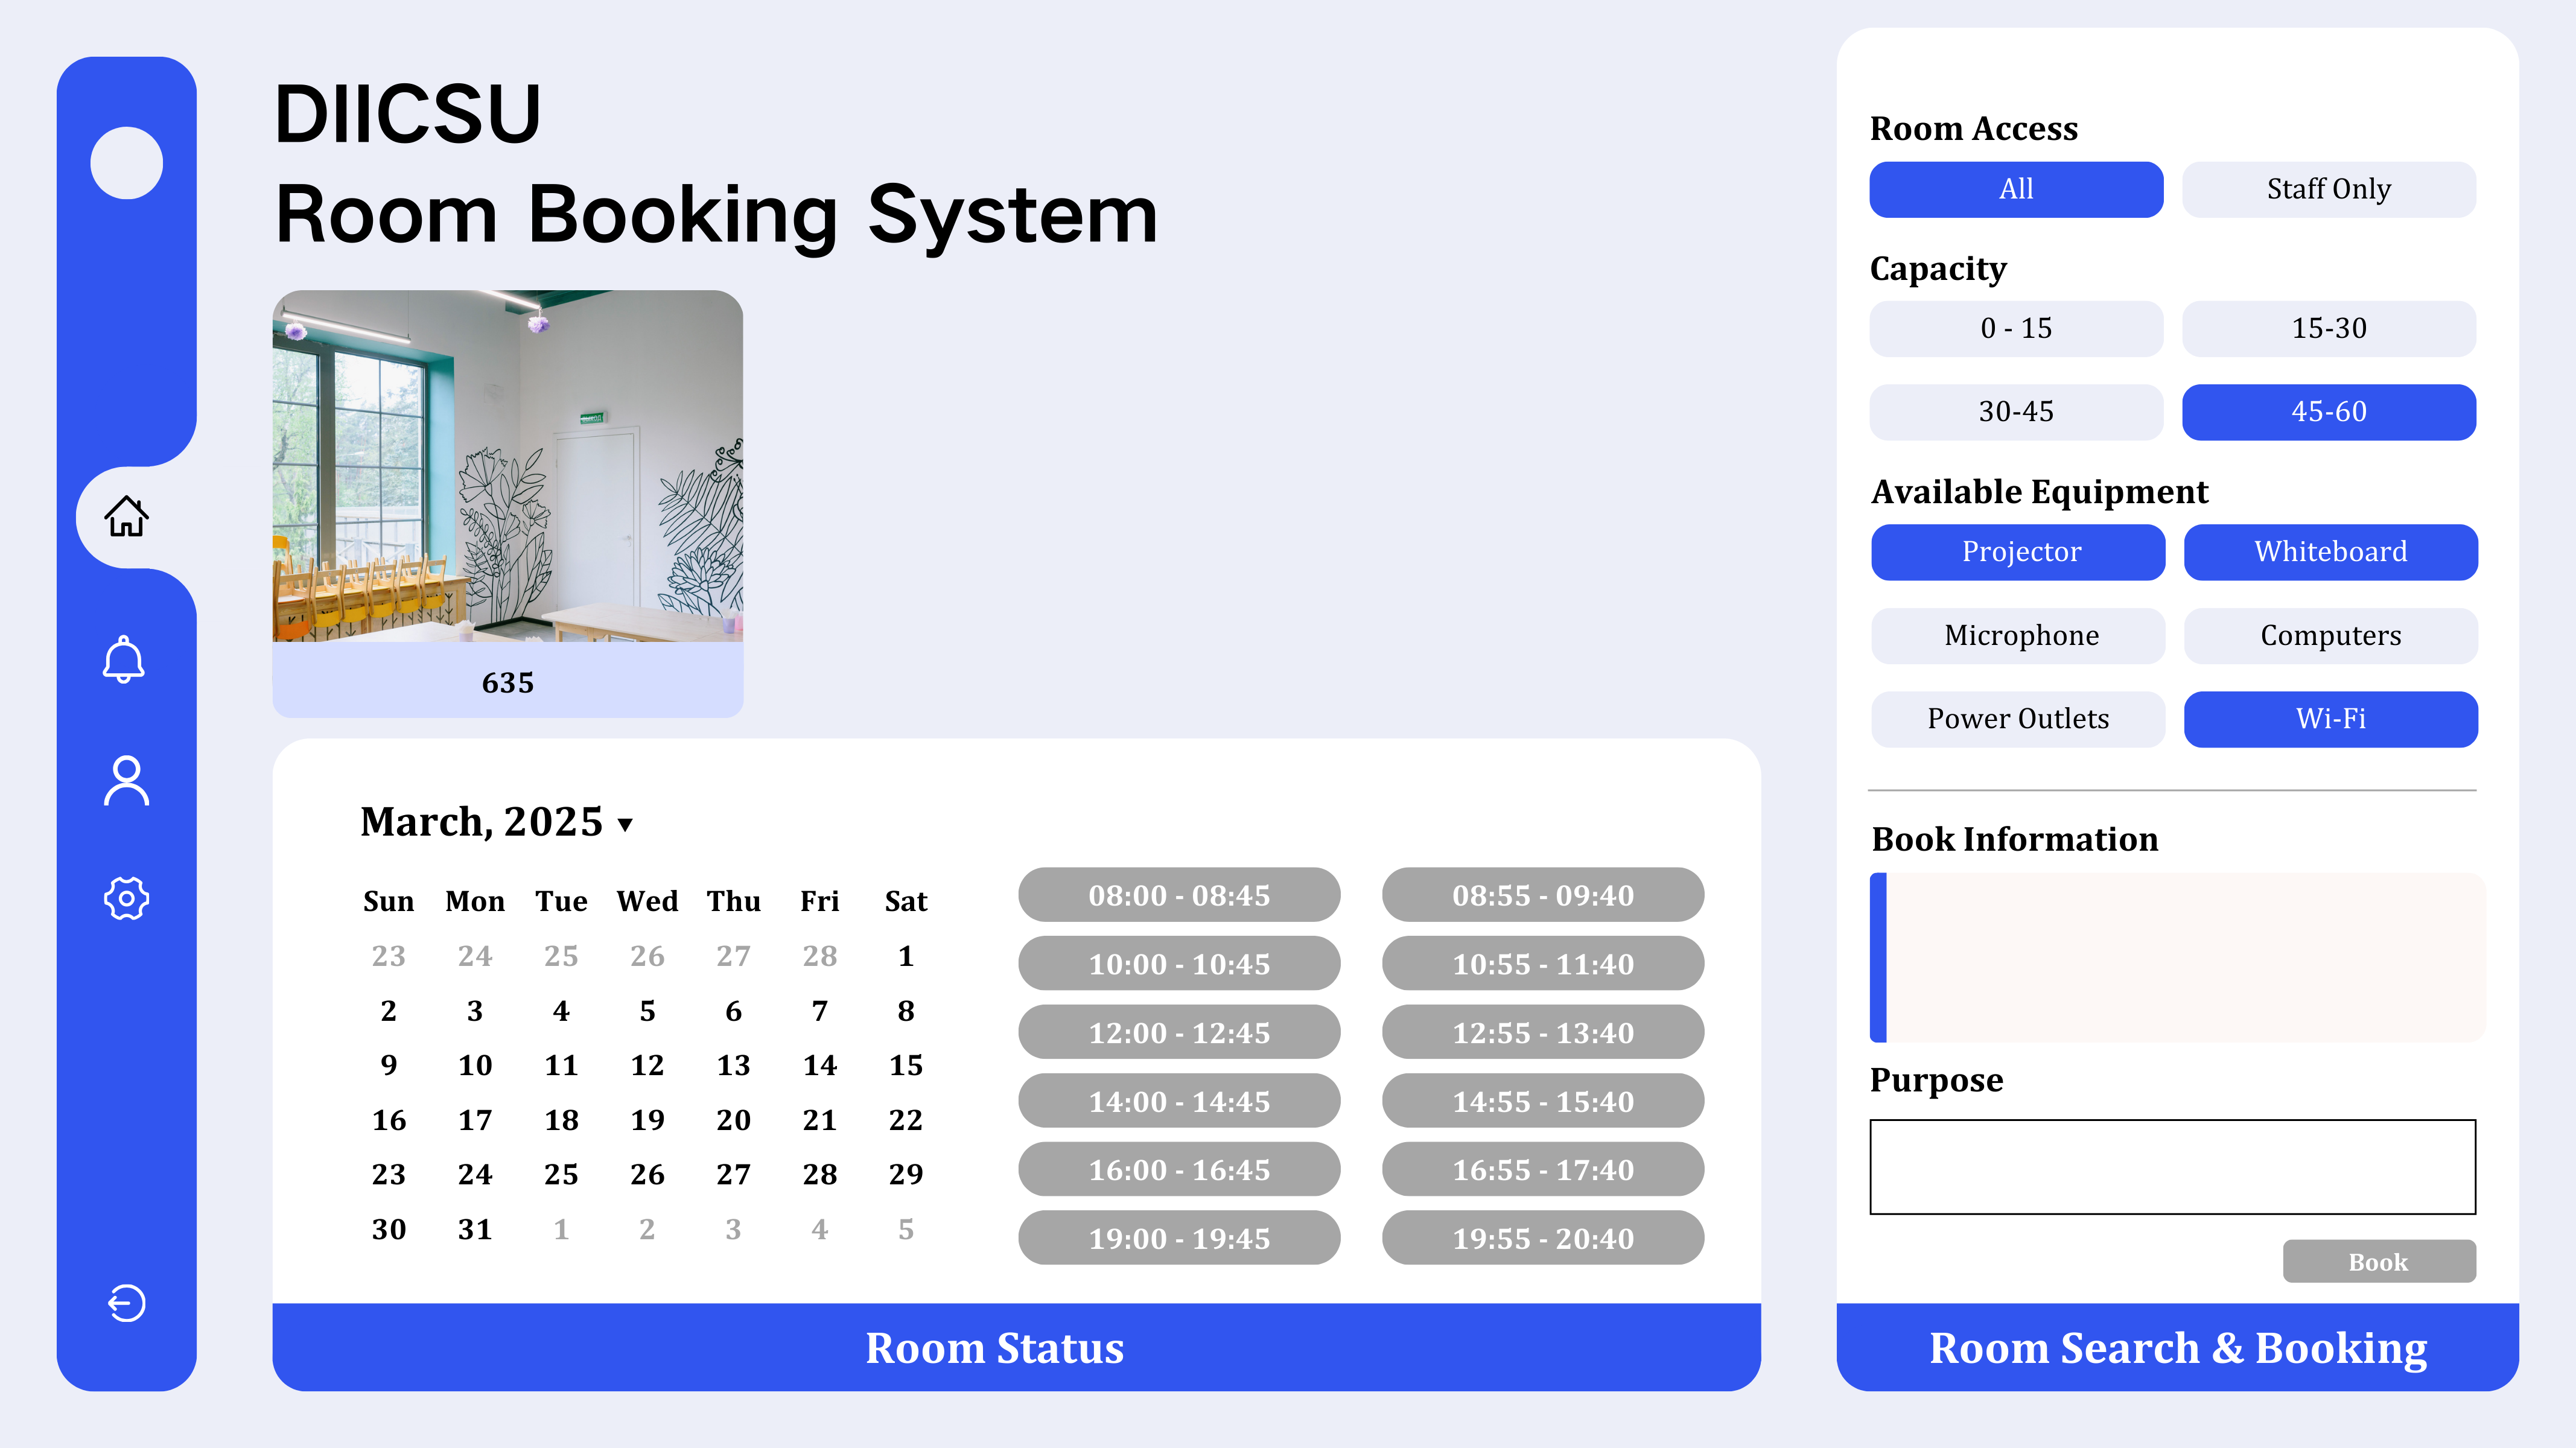 DIICSU
Room Booking System
635
March, 2025
Sun Mon Tue Wed Thu Fri Sat
23 24 25 26 27 28 1
2 3 4 5 6 7 8
9 10 11 12 13 14 15
16 17 18 19 20 21 22
23 24 25 26 27 28 29
30 31 1 2 3 4 5
08:00 - 08:45 08:55 - 09:40
10:00 - 10:45 10:55 - 11:40
12:00 - 12:45 12:55 - 13:40
14:00 - 14:45 14:55 - 15:40
16:00 - 16:45 16:55 - 17:40
19:00 - 19:45 19:55 - 20:40
Room Status
Room Access
All Staff Only
Capacity
0 - 15 15-30
30-45 45-60
Available Equipment
Projector Whiteboard
Microphone Computers
Power Outlets Wi-Fi
Book Information
Purpose
Book
Room Search & Booking